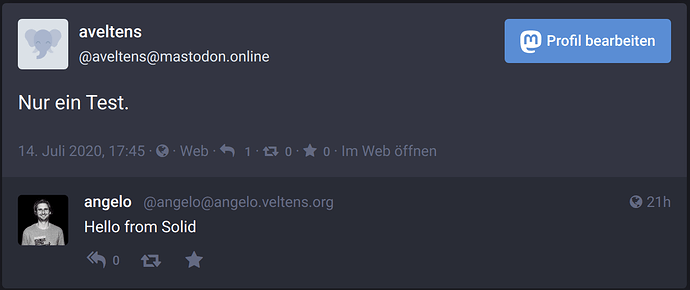 aveltens
@aveltens@mastodon.online
Profil bearbeiten
Nur ein Test.
14. Juli 2020, 17:45 · · Web · 1 · 0 · 0 · Im Web öffnen
angelo @angelo@angelo.veltens.org 21h
Hello from Solid
0